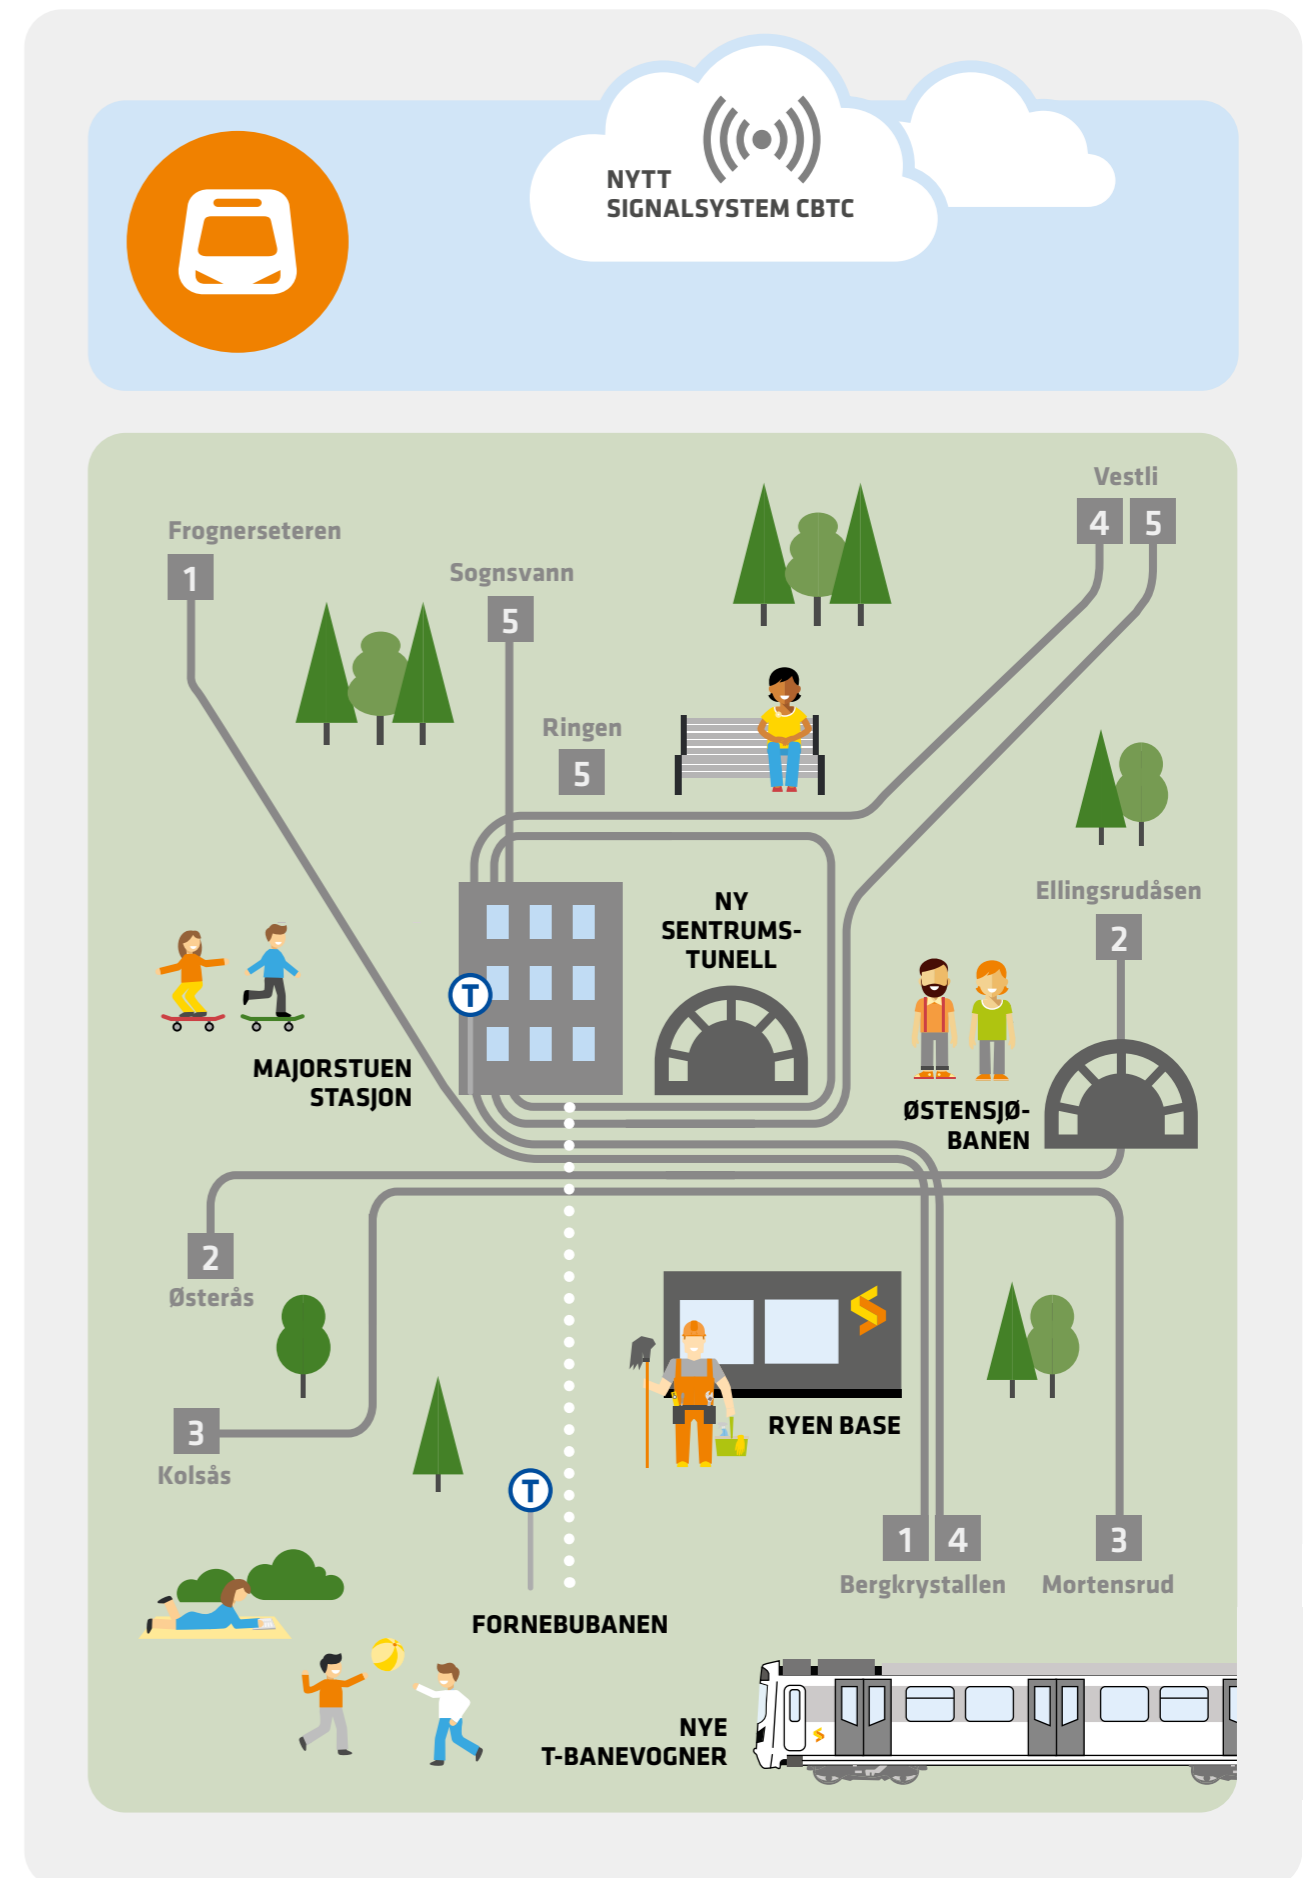 NYTT
SIGNALSYSTEM CBTC
Vestli
4 5
Frognerseteren
1
Sognsvann
5
Ringen
5
Ellingsrudåsen
2
NY
SENTRUMS-
TUNELL
T
MAJORSTUEN
STASJON
ØSTENSJØ-
BANEN
2
Østerås
3
Kolsås
RYEN BASE
T
1 4
Bergkrystallen
3
Mortensrud
FORNEBUBANEN
NYE
T-BANEVOGNER